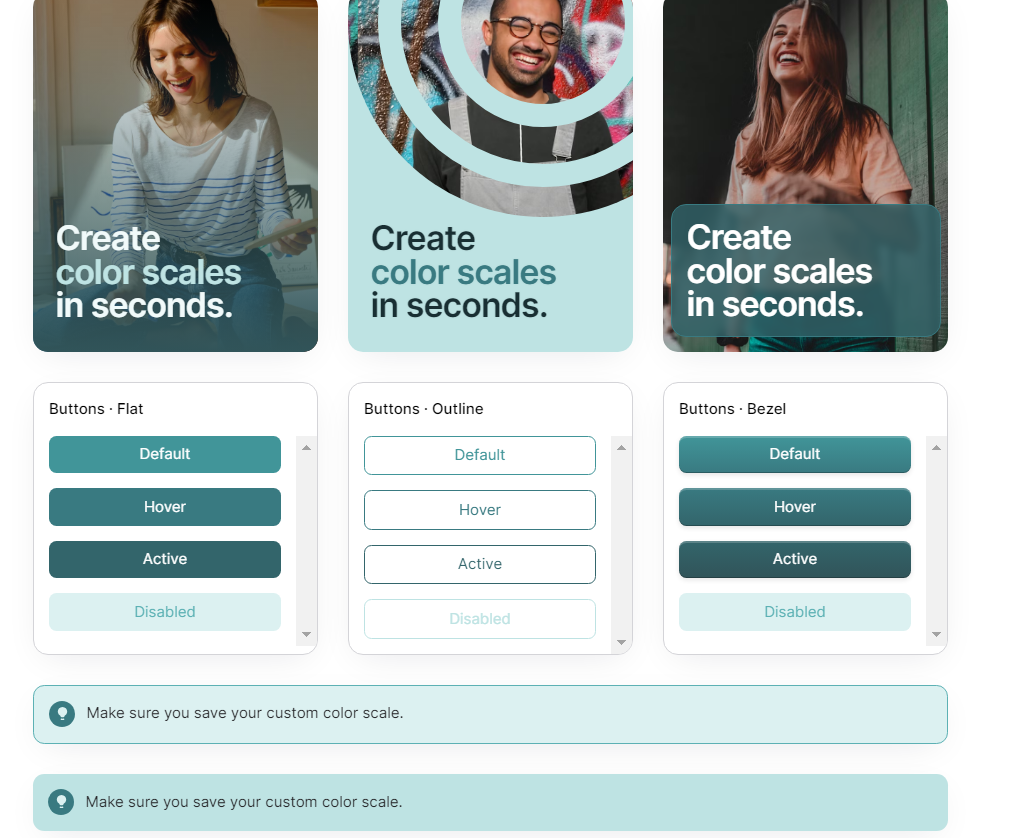 Create
color scales
in seconds.
Create
color scales
in seconds.
Create
color scales
in seconds.
Buttons · Flat
Default
Hover
Active
Disabled
Buttons · Outline
Default
Hover
Active
Disabled
Buttons · Bezel
Default
Hover
Active
Disabled
Make sure you save your custom color scale.
Make sure you save your custom color scale.